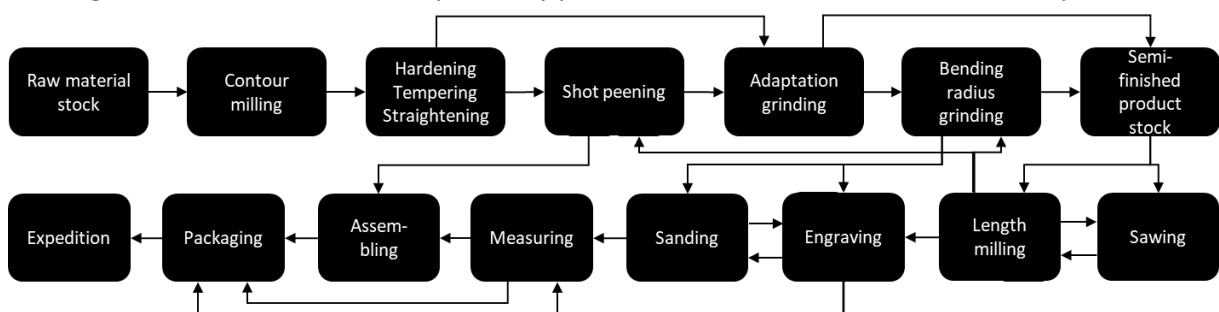 Raw material
stock
Contour
milling
Hardening
Tempering
Straightening
Shot peening
Adaptation
grinding
Bending
radius
grinding
Semi-
finished
product
stock
Expedition
Packaging
Assem-
bling
Measuring
Sanding
Engraving
Length
milling
Sawing